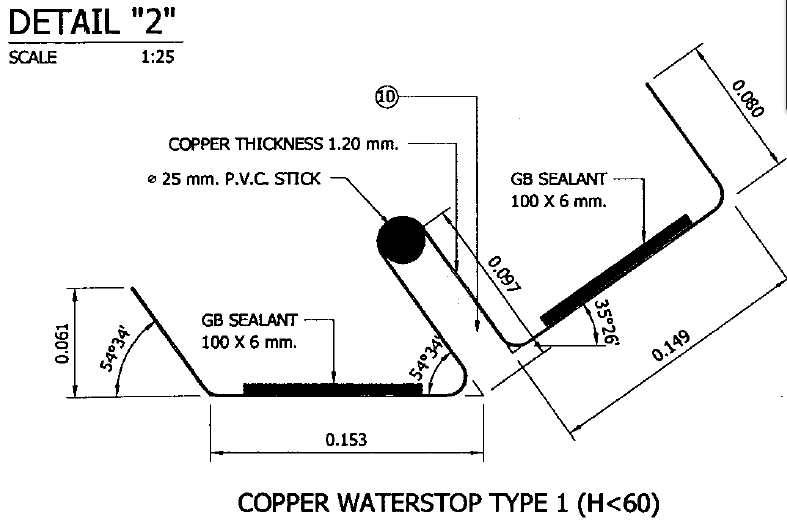 DETAIL "2"
SCALE 1:25
10
0.080
COPPER THICKNESS 1.20 mm.
⌀ 25 mm. P.V.C. STICK
GB SEALANT
100 X 6 mm.
0.097
0.061
54°34'
GB SEALANT
100 X 6 mm.
54°34'
35°26'
0.149
0.153
COPPER WATERSTOP TYPE 1 (H<60)